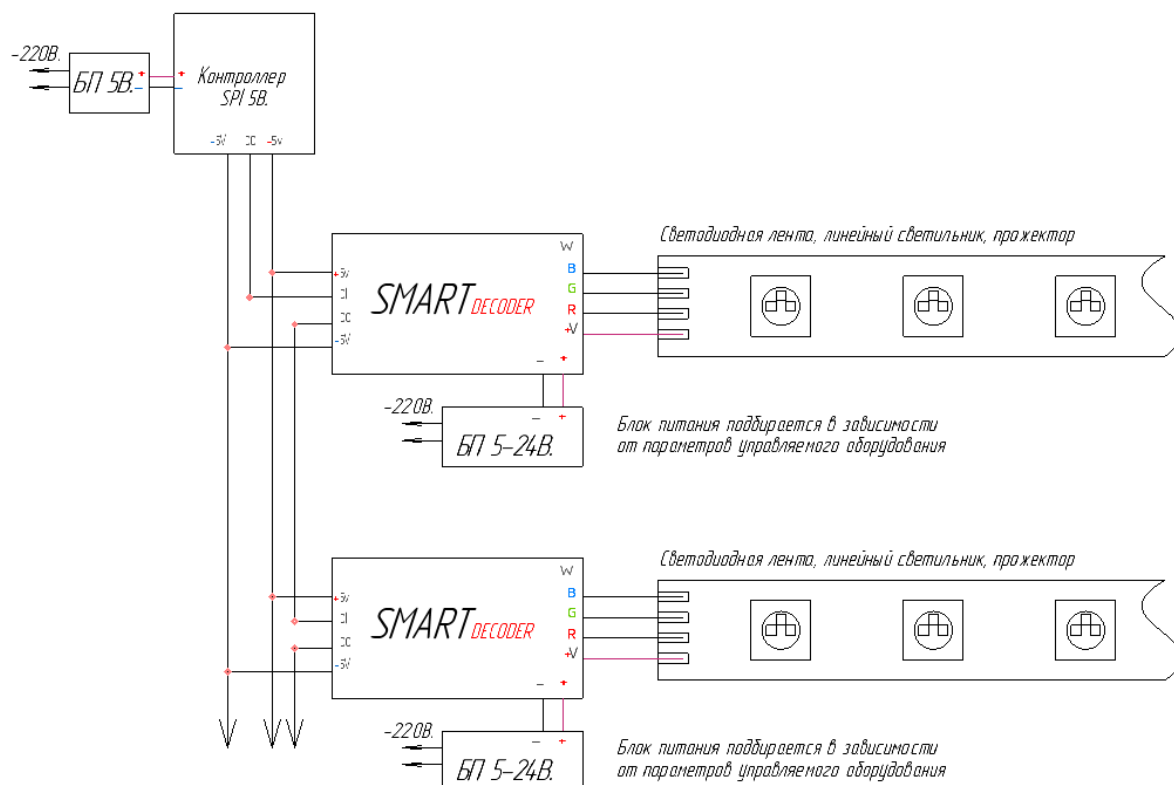 -220В.
БП 5В.
+
-
+
-
Контроллер
SPI 5В.
-5V DO -5v
Светодиодная лента, линейный светильник, прожектор
W
B
G
R
+V
+5v
DI
DO
-5V
SMART DECODER
- +
-220В.
- +
БП 5-24В.
Блок питания подбирается в зависимости
от параметров управляемого оборудования
Светодиодная лента, линейный светильник, прожектор
W
B
G
R
+V
+5v
DI
DO
-5V
SMART DECODER
- +
-220В.
- +
БП 5-24В.
Блок питания подбирается в зависимости
от параметров управляемого оборудования